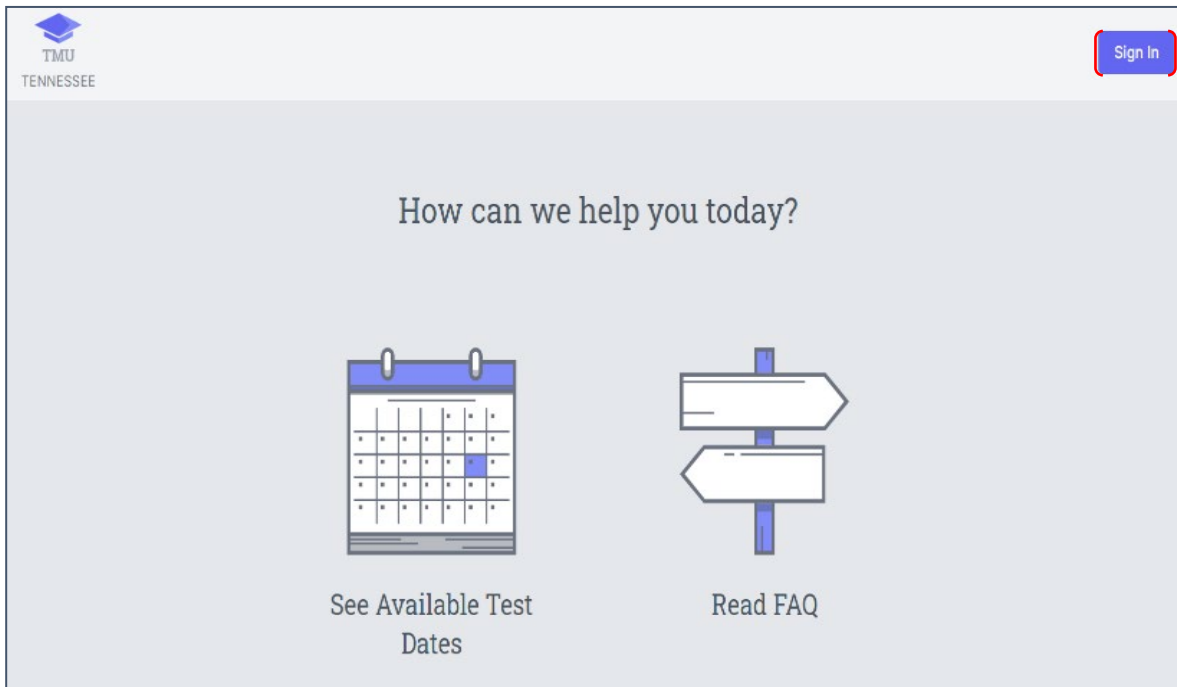 TMU
TENNESSEE
Sign In
How can we help you today?
See Available Test
Dates
Read FAQ